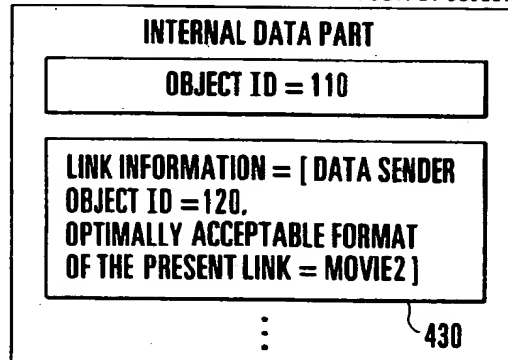 INTERNAL DATA PART
OBJECT ID = 110
LINK INFORMATION = [ DATA SENDER
OBJECT ID =120,
OPTIMALLY ACCEPTABLE FORMAT
OF THE PRESENT LINK = MOVIE2 ]
430